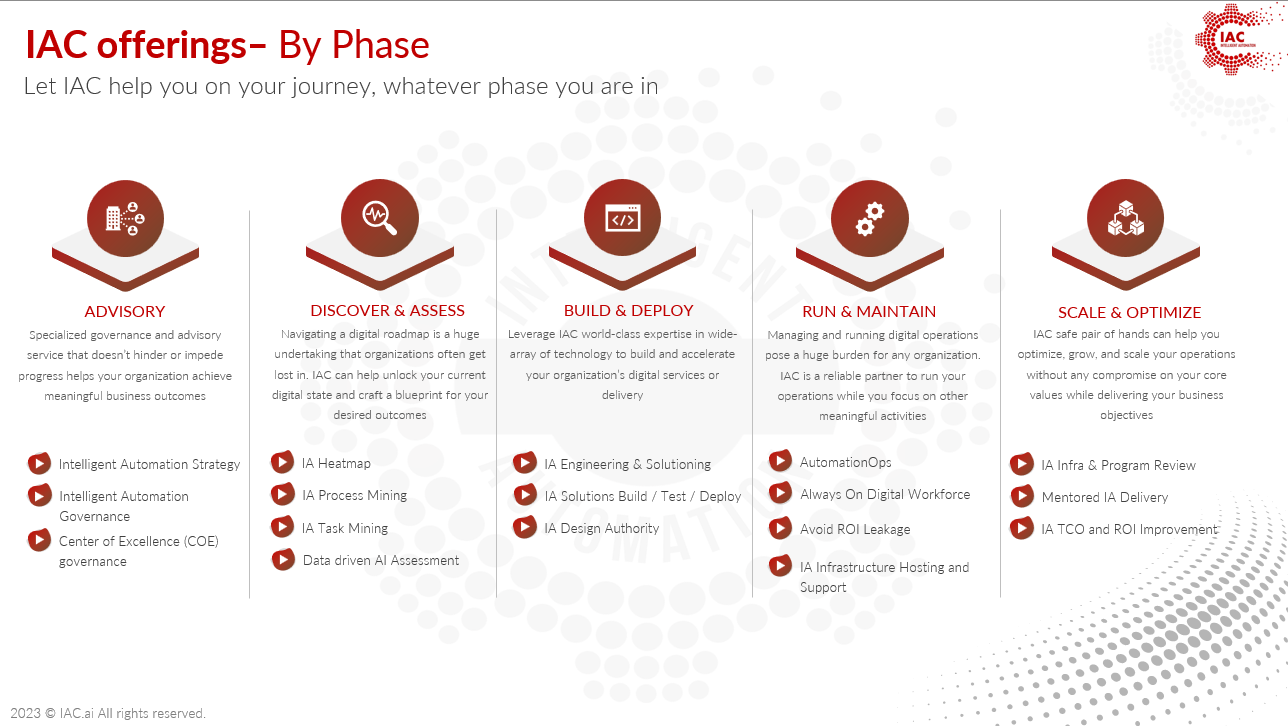 IAC offerings– By Phase
Let IAC help you on your journey, whatever phase you are in
IAC
INTELLIGENT AUTOMATION
ADVISORY
Specialized governance and advisory
service that doesn't hinder or impede
progress helps your organization achieve
meaningful business outcomes
Intelligent Automation Strategy
Intelligent Automation
Governance
Center of Excellence (COE)
governance
DISCOVER & ASSESS
Navigating a digital roadmap is a huge
undertaking that organizations often get
lost in. IAC can help unlock your current
digital state and craft a blueprint for your
desired outcomes
IA Heatmap
IA Process Mining
IA Task Mining
Data driven AI Assessment
BUILD & DEPLOY
Leverage IAC world-class expertise in wide-
array of technology to build and accelerate
your organization's digital services or
delivery
IA Engineering & Solutioning
IA Solutions Build / Test / Deploy
IA Design Authority
RUN & MAINTAIN
Managing and running digital operations
pose a huge burden for any organization.
IAC is a reliable partner to run your
operations while you focus on other
meaningful activities
AutomationOps
Always On Digital Workforce
Avoid ROI Leakage
IA Infrastructure Hosting and
Support
SCALE & OPTIMIZE
IAC safe pair of hands can help you
optimize, grow, and scale your operations
without any compromise on your core
values while delivering your business
objectives
IA Infra & Program Review
Mentored IA Delivery
IA TCO and ROI Improvement
INTELLIGENT
AUTOMATION
2023 © IAC.ai All rights reserved.